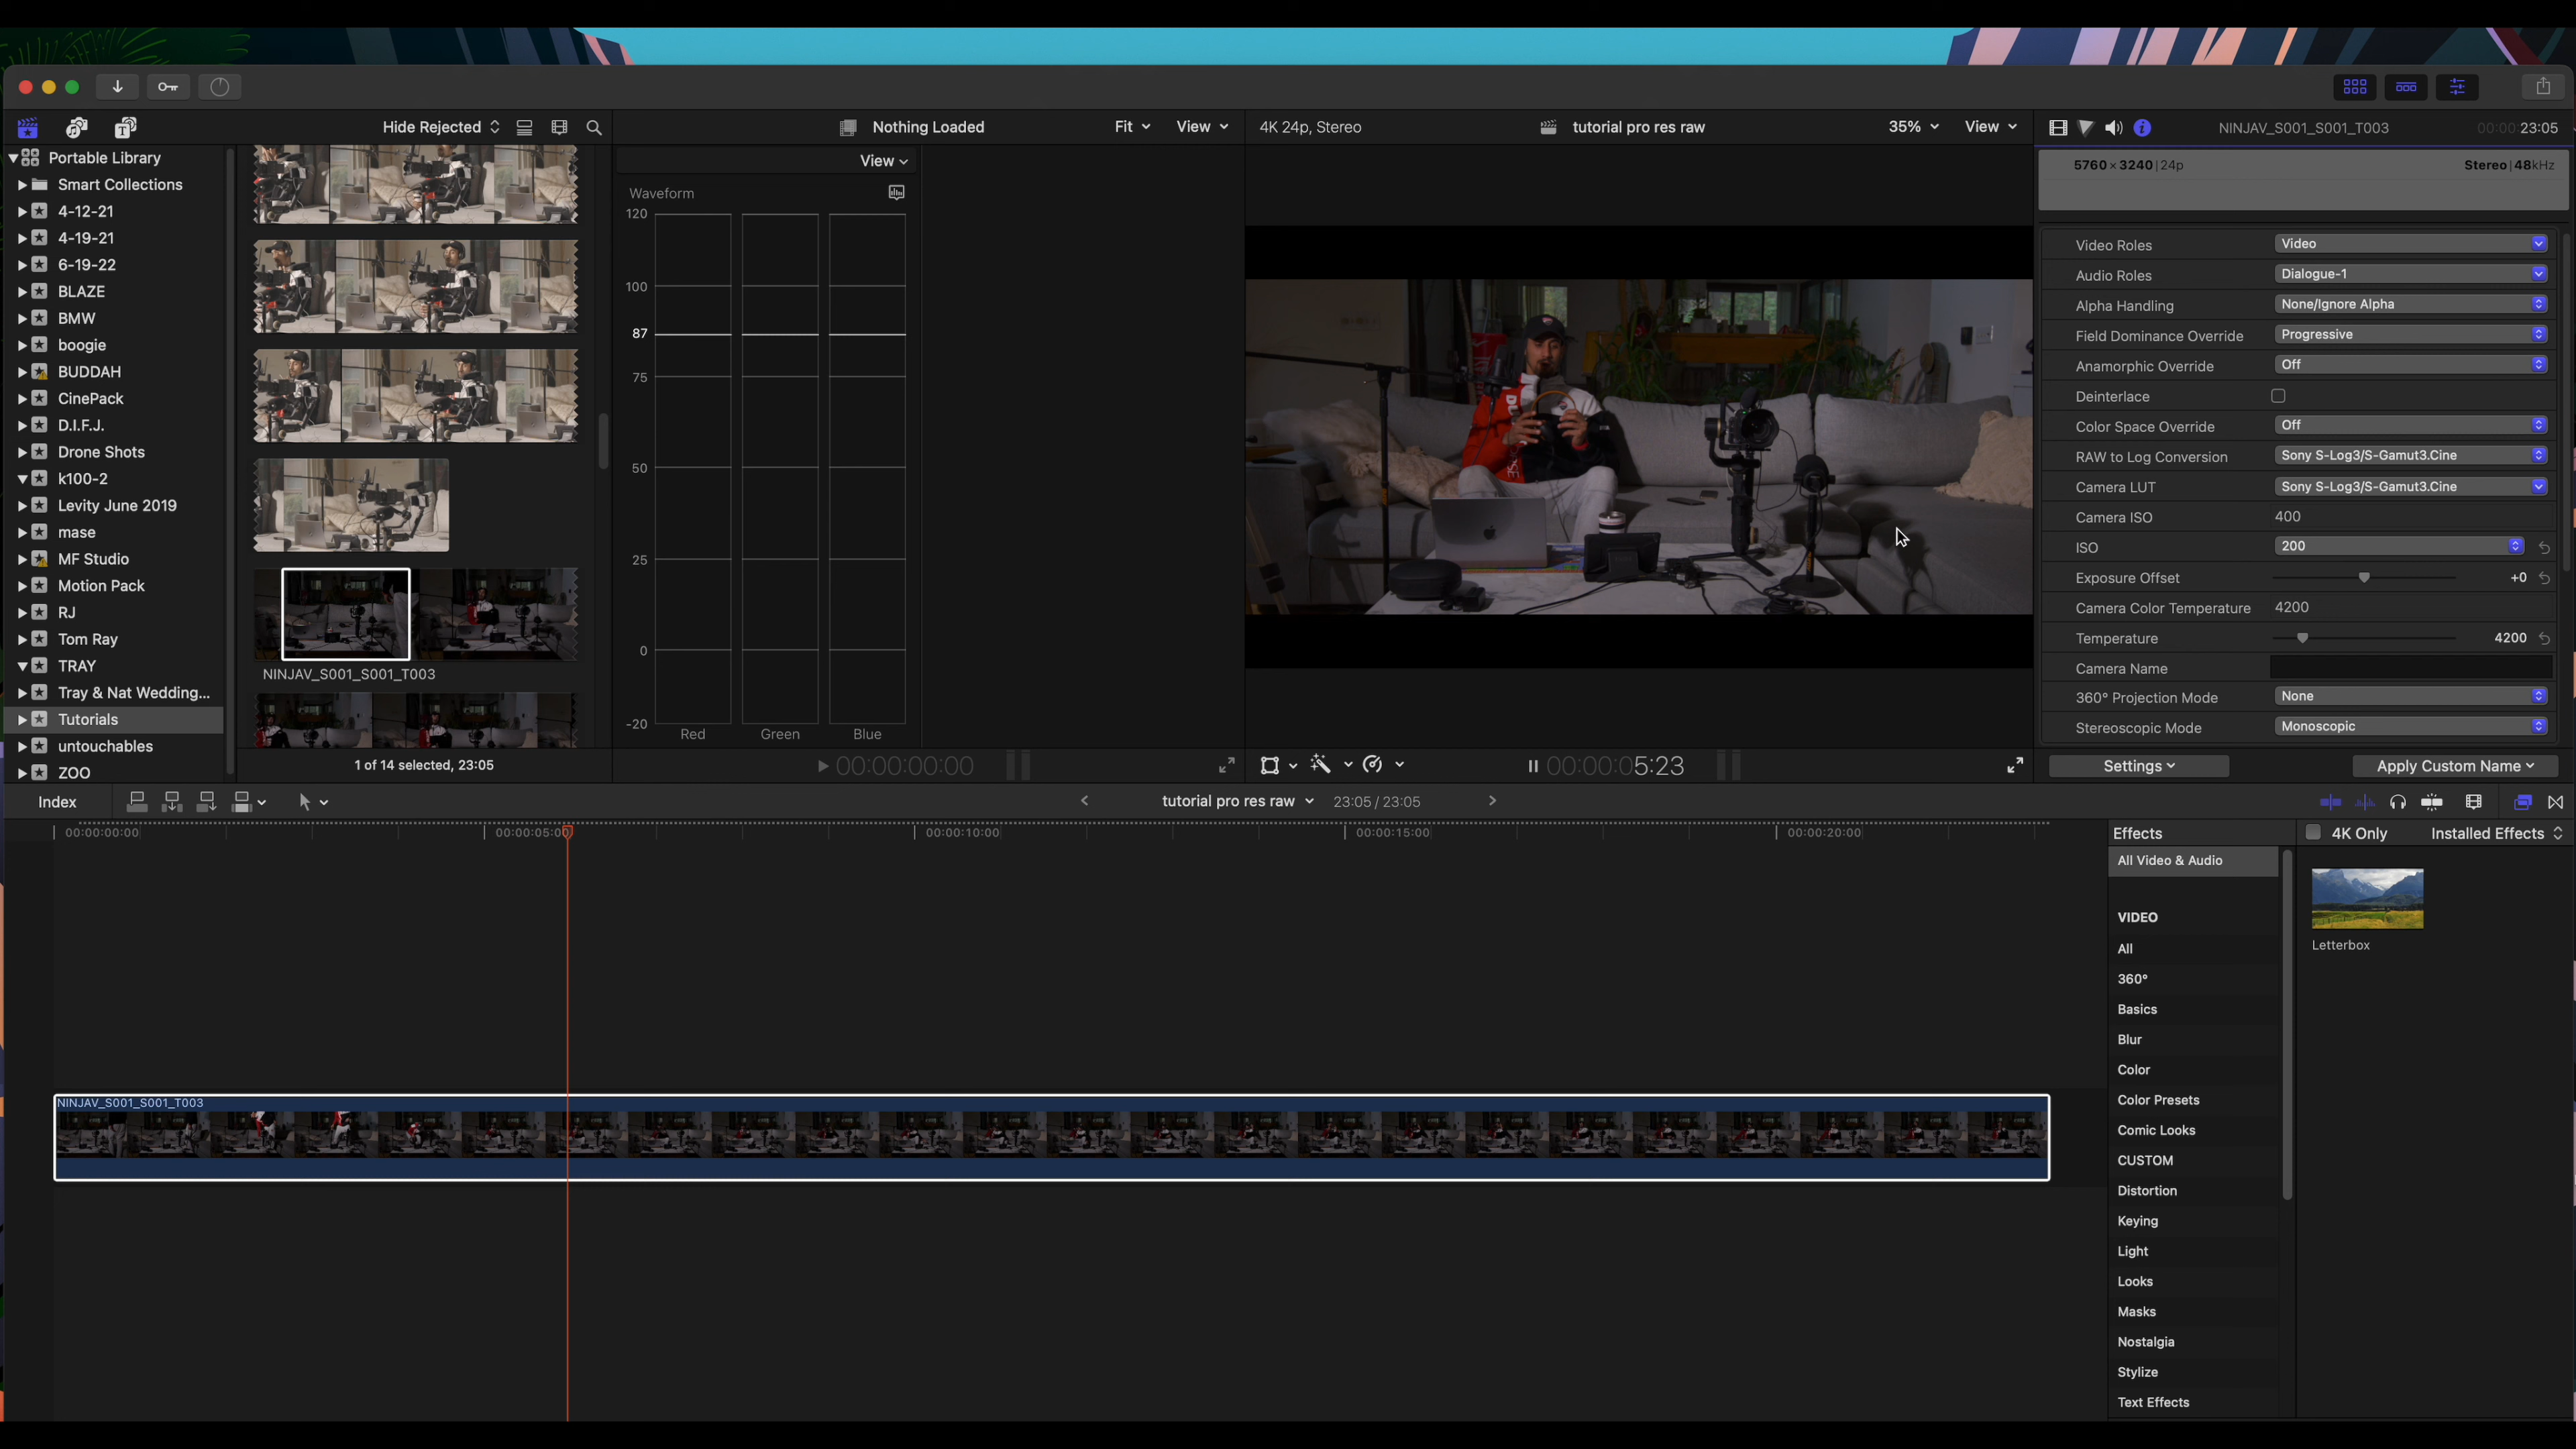 Hide Rejected
Nothing Loaded
Fit
View
4K 24p, Stereo
tutorial pro res raw
35%
View
NINJAV_S001_S001_T003
00:00:23:05
Portable Library
Smart Collections
4-12-21
4-19-21
6-19-22
BLAZE
BMW
boogie
BUDDAH
CinePack
D.I.F.J.
Drone Shots
k100-2
Levity June 2019
mase
MF Studio
Motion Pack
RJ
Tom Ray
TRAY
Tray & Nat Wedding...
Tutorials
untouchables
ZOO
NINJAV_S001_S001_T003
1 of 14 selected, 23:05
View
Waveform
120
100
87
75
50
25
0
-20
Red
Green
Blue
00:00:00:00
00:00:05:23
5760 × 3240 | 24p
Stereo | 48kHz
Video Roles
Video
Audio Roles
Dialogue-1
Alpha Handling
None/Ignore Alpha
Field Dominance Override
Progressive
Anamorphic Override
Off
Deinterlace
Color Space Override
Off
RAW to Log Conversion
Sony S-Log3/S-Gamut3.Cine
Camera LUT
Sony S-Log3/S-Gamut3.Cine
Camera ISO
400
ISO
200
Exposure Offset
+0
Camera Color Temperature
4200
Temperature
4200
Camera Name
360° Projection Mode
None
Stereoscopic Mode
Monoscopic
Settings
Apply Custom Name
Index
tutorial pro res raw
23:05 / 23:05
00:00:00:00
00:00:05:00
00:00:10:00
00:00:15:00
00:00:20:00
NINJAV_S001_S001_T003
Effects
4K Only
Installed Effects
All Video & Audio
VIDEO
All
360°
Basics
Blur
Color
Color Presets
Comic Looks
CUSTOM
Distortion
Keying
Light
Looks
Masks
Nostalgia
Stylize
Text Effects
Letterbox